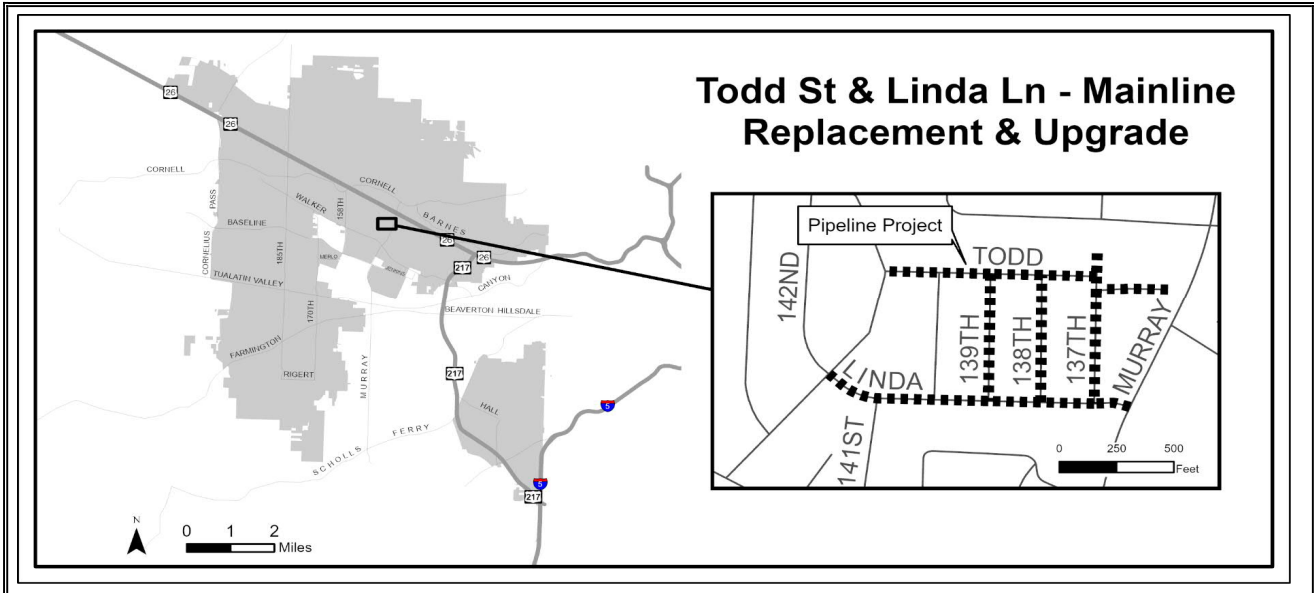 Todd St & Linda Ln - Mainline
Replacement & Upgrade
26
26
CORNELL
CORNELL
PASS
WALKER
158TH
BARNES
BASELINE
26
26
CORNELIUS
185TH
MERLO
JENKINS
217
CANYON
TUALATIN VALLEY
170TH
BEAVERTON HILLSDALE
FARMINGTON
MURRAY
RIGERT
217
HALL
5
FERRY
SCHOLLS
5
217
N
0 1 2
Miles
Pipeline Project
TODD
142ND
139TH
138TH
137TH
MURRAY
LINDA
141ST
0 250 500
Feet